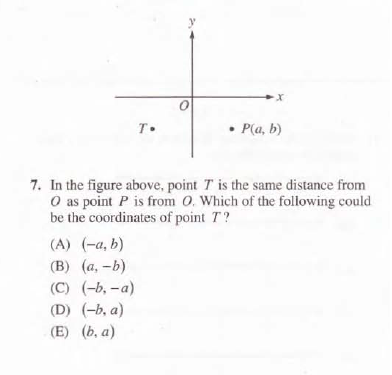 y
x
O
T
P(a, b)
7. In the figure above, point T is the same distance from
O as point P is from O. Which of the following could
be the coordinates of point T?
(A) (−a, b)
(B) (a, −b)
(C) (−b, −a)
(D) (−b, a)
(E) (b, a)